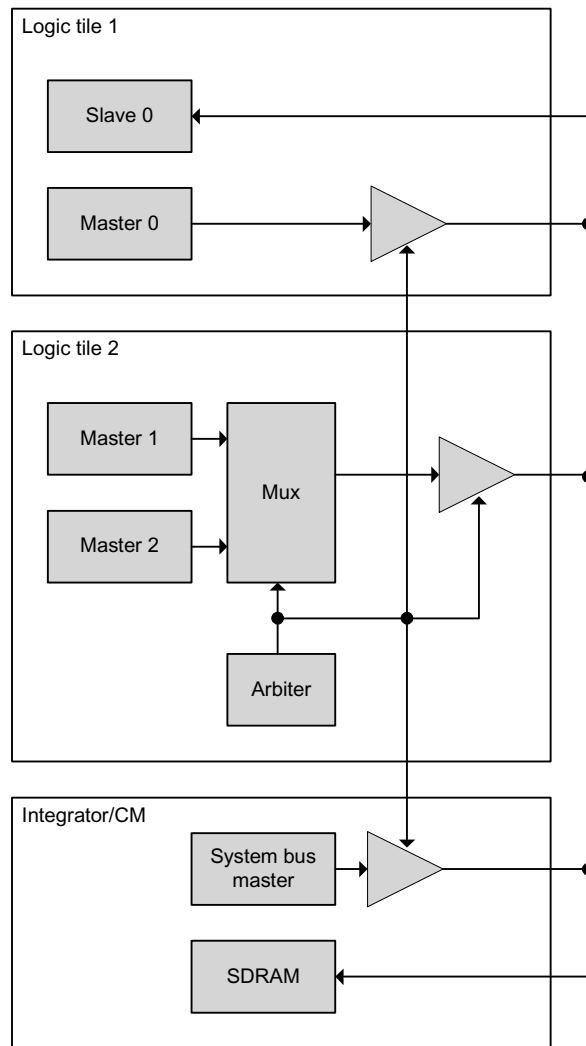 Logic tile 1
Slave 0
Master 0
Logic tile 2
Master 1
Mux
Master 2
Arbiter
Integrator/CM
System bus
master
SDRAM